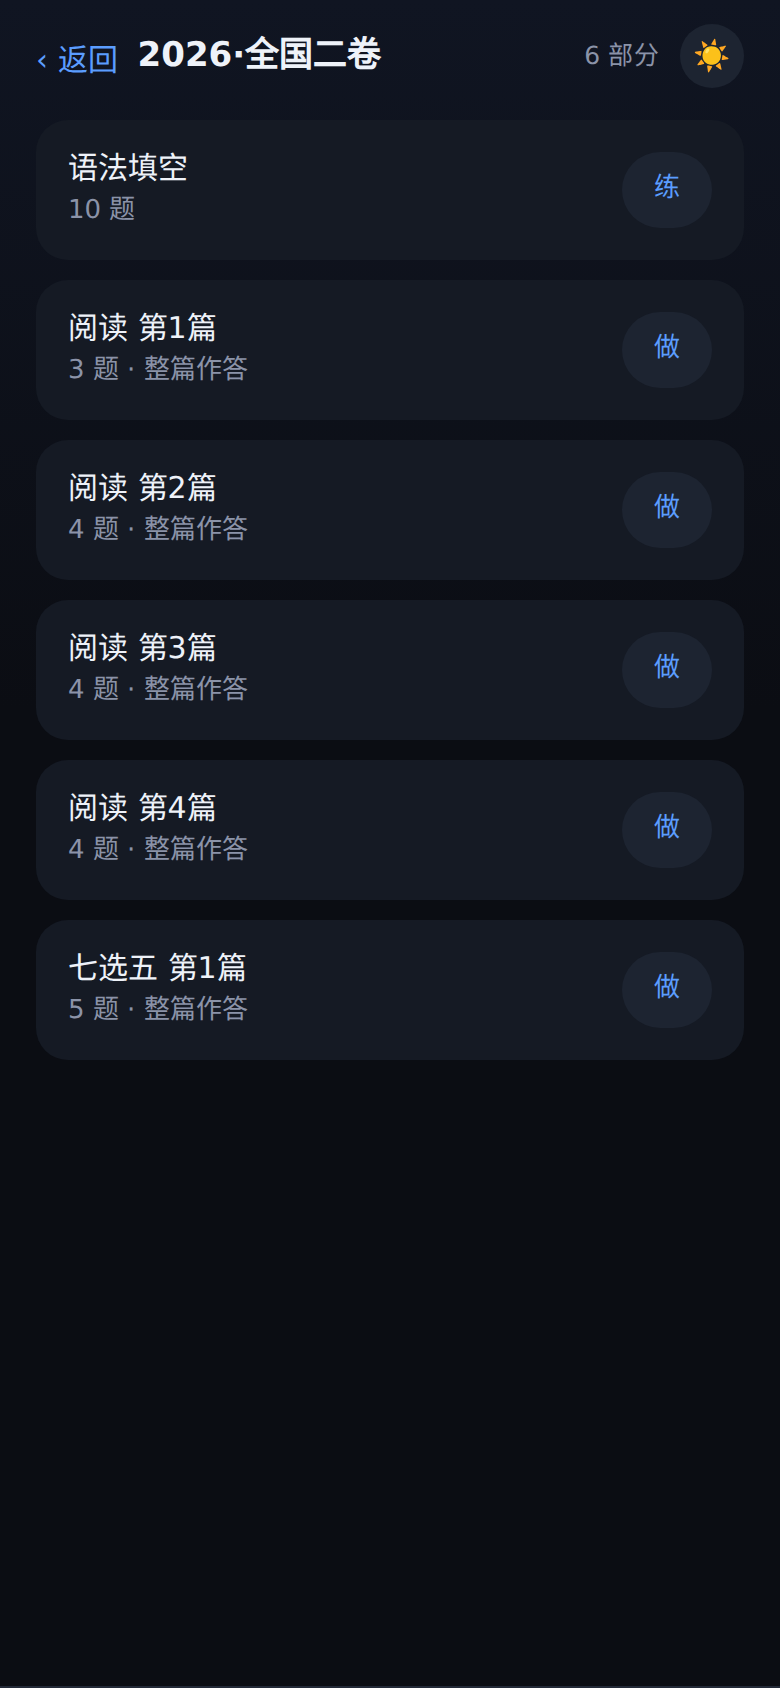 ‹ 返回 2026·全国二卷 6 部分
语法填空
10 题
练
阅读 第1篇
3 题 · 整篇作答
做
阅读 第2篇
4 题 · 整篇作答
做
阅读 第3篇
4 题 · 整篇作答
做
阅读 第4篇
4 题 · 整篇作答
做
七选五 第1篇
5 题 · 整篇作答
做